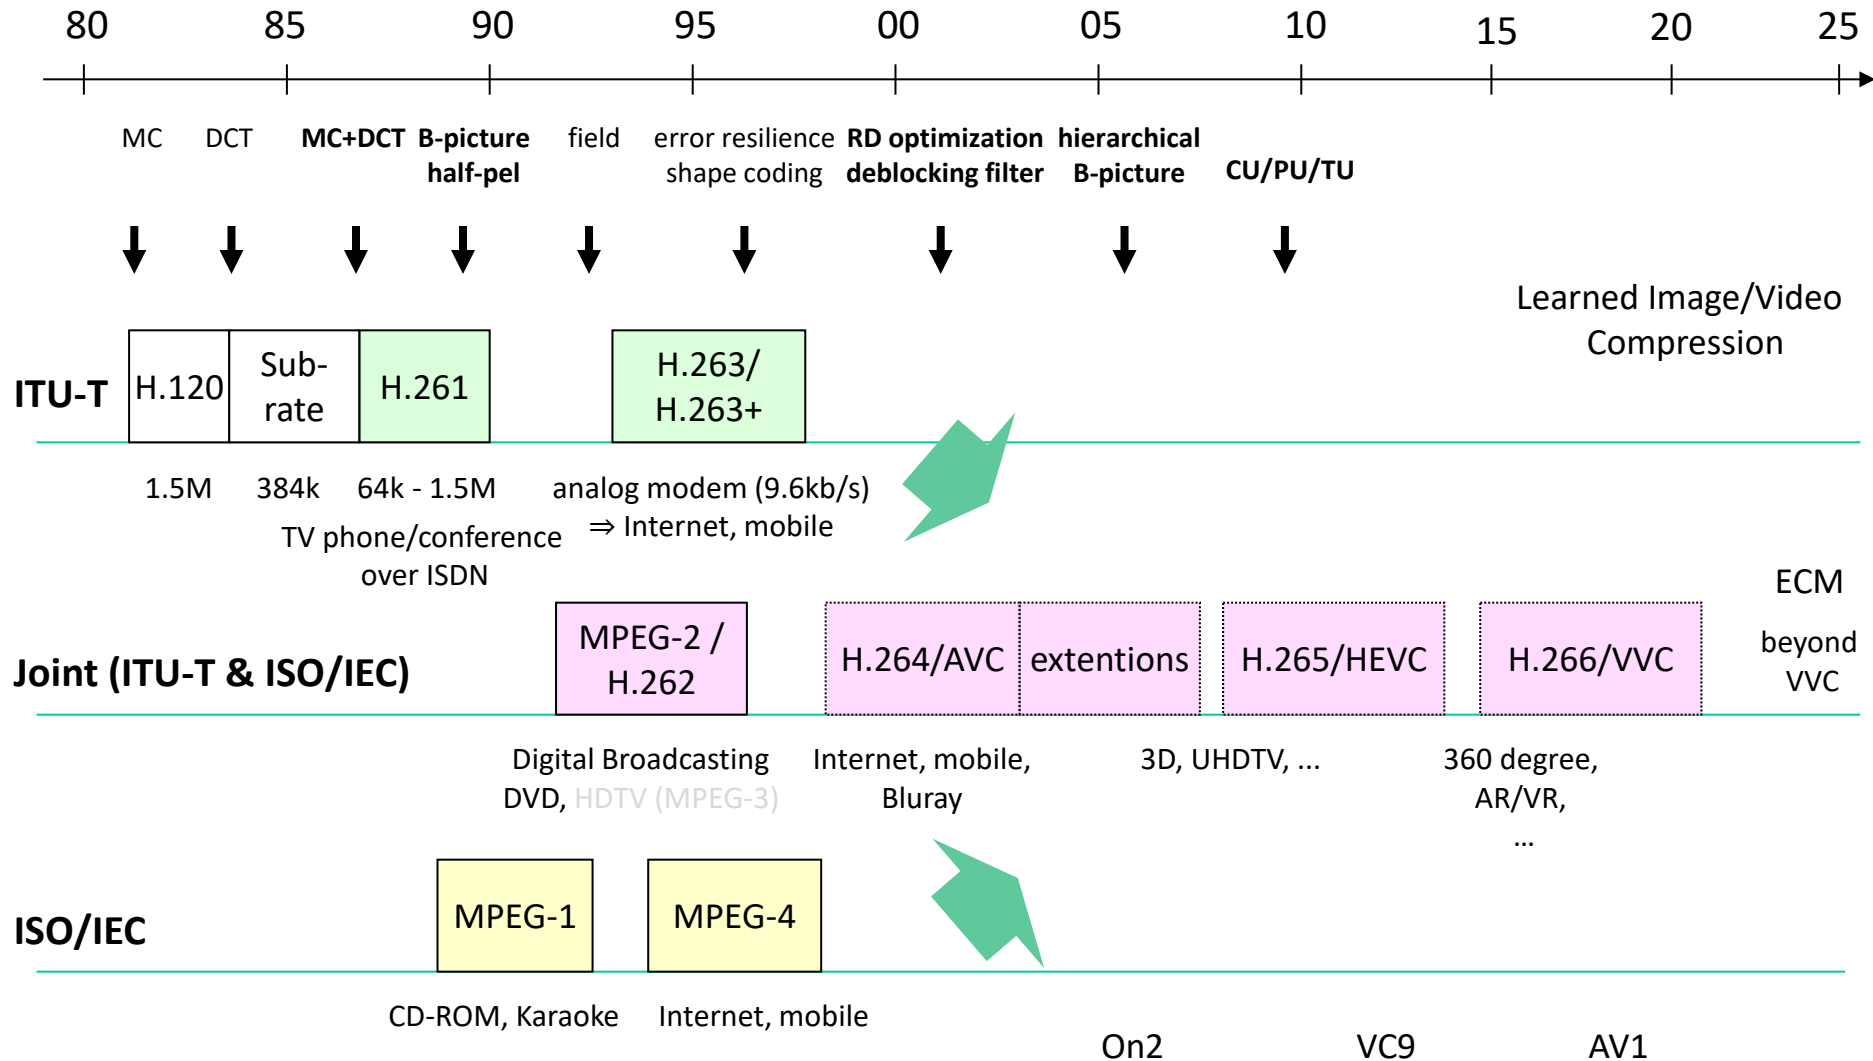 80 85 90 95 00 05 10 15 20 25
MC DCT MC+DCT B-picture field error resilience RD optimization hierarchical
half-pel shape coding deblocking filter B-picture CU/PU/TU
Learned Image/Video
Compression
ITU-T
H.120
Sub-
rate
H.261
H.263/
H.263+
1.5M 384k 64k - 1.5M analog modem (9.6kb/s)
⇒ Internet, mobile
TV phone/conference
over ISDN
ECM
beyond
VVC
Joint (ITU-T & ISO/IEC)
MPEG-2 /
H.262
H.264/AVC
extentions
H.265/HEVC
H.266/VVC
Digital Broadcasting
DVD, HDTV (MPEG-3)
Internet, mobile,
Bluray
3D, UHDTV, ...
360 degree,
AR/VR,
...
ISO/IEC
MPEG-1
MPEG-4
CD-ROM, Karaoke Internet, mobile
On2 VC9 AV1